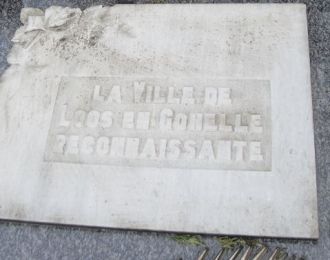 LA VILLE DE
LOOS EN GOHELLE
RECONNAISSANTE